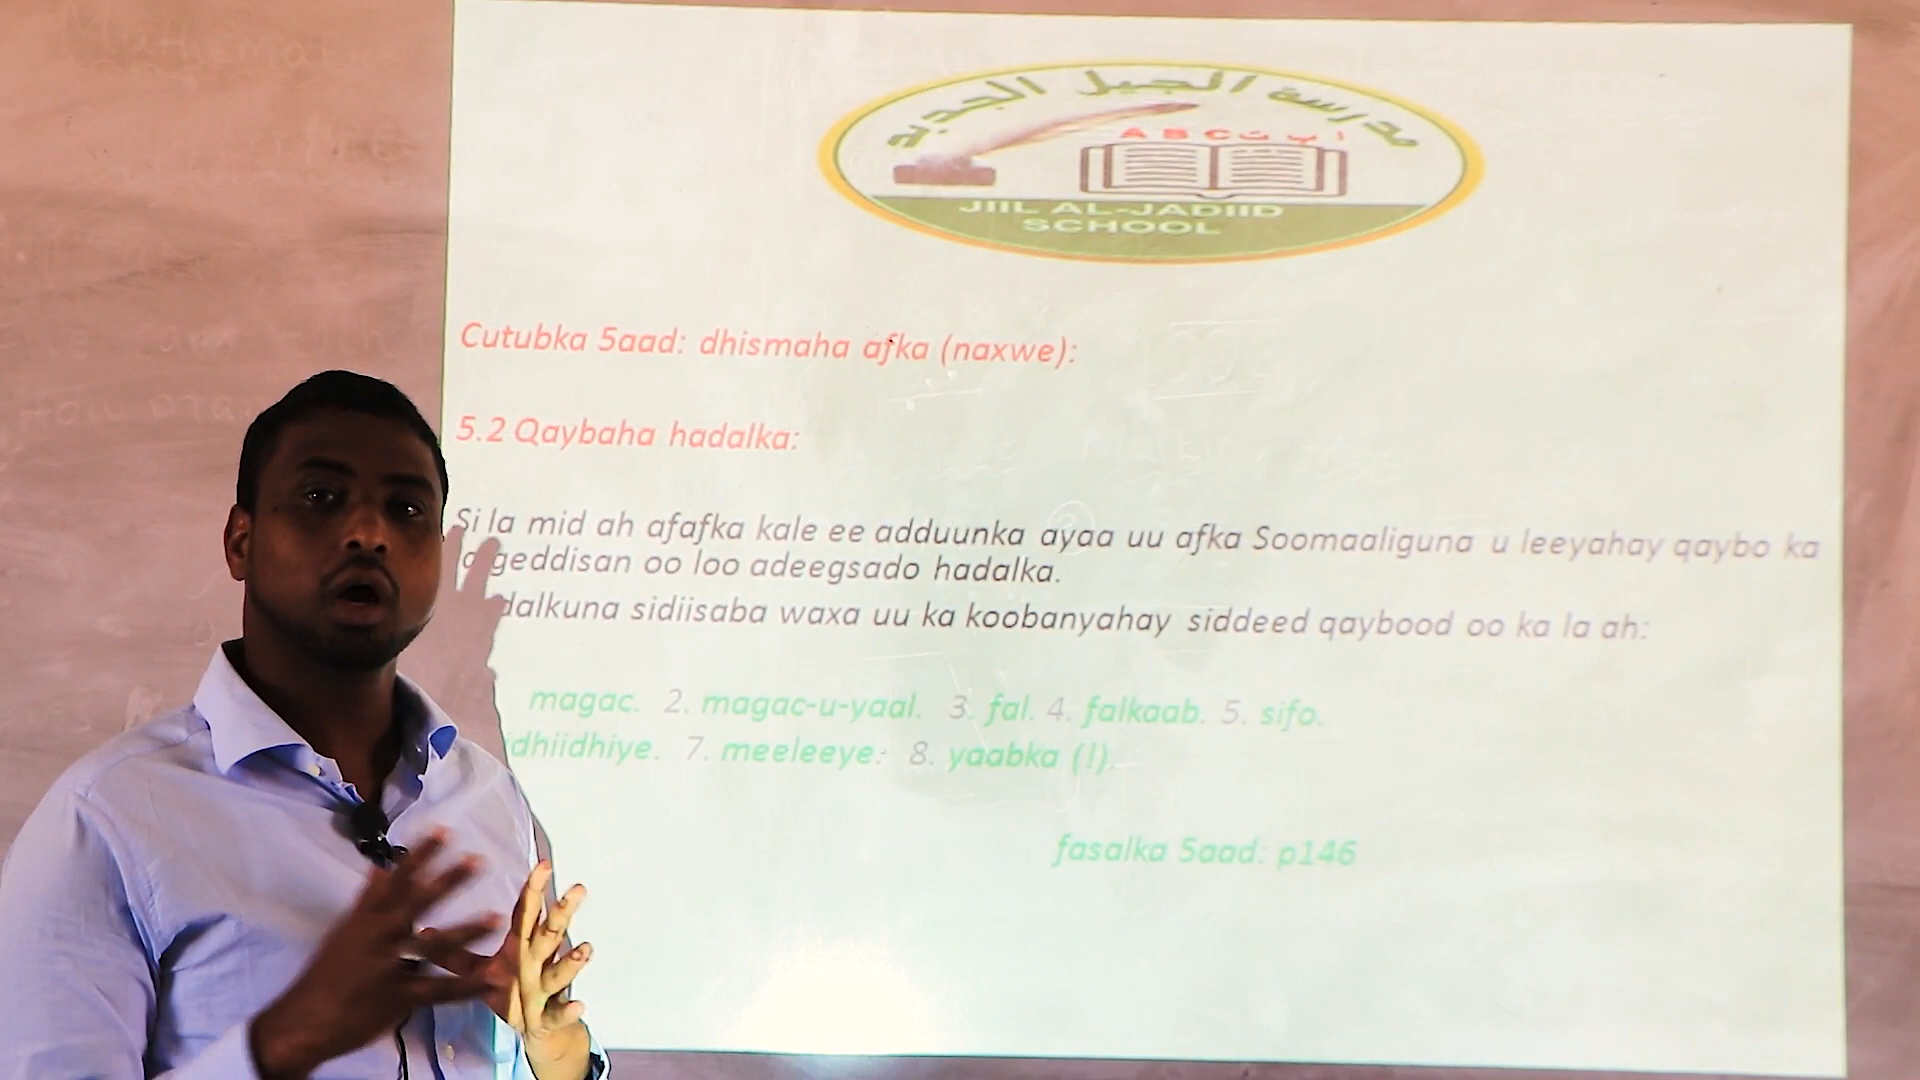 مدرسة الجيل الجديد
A B C ت ب أ
JIIL AL-JADIID
SCHOOL
Cutubka 5aad: dhismaha afka (naxwe):
5.2 Qaybaha hadalka:
Si la mid ah afafka kale ee adduunka ayaa uu afka Soomaaliguna u leeyahay qaybo ka
geddisan oo loo adeegsado hadalka.
dalkuna sidiisaba waxa uu ka koobanyahay siddeed qaybood oo ka la ah:
magac. 2. magac-u-yaal. 3. fal. 4. falkaab. 5. sifo.
idhiidhiye. 7. meeleeye: 8. yaabka (!).
fasalka 5aad: p146